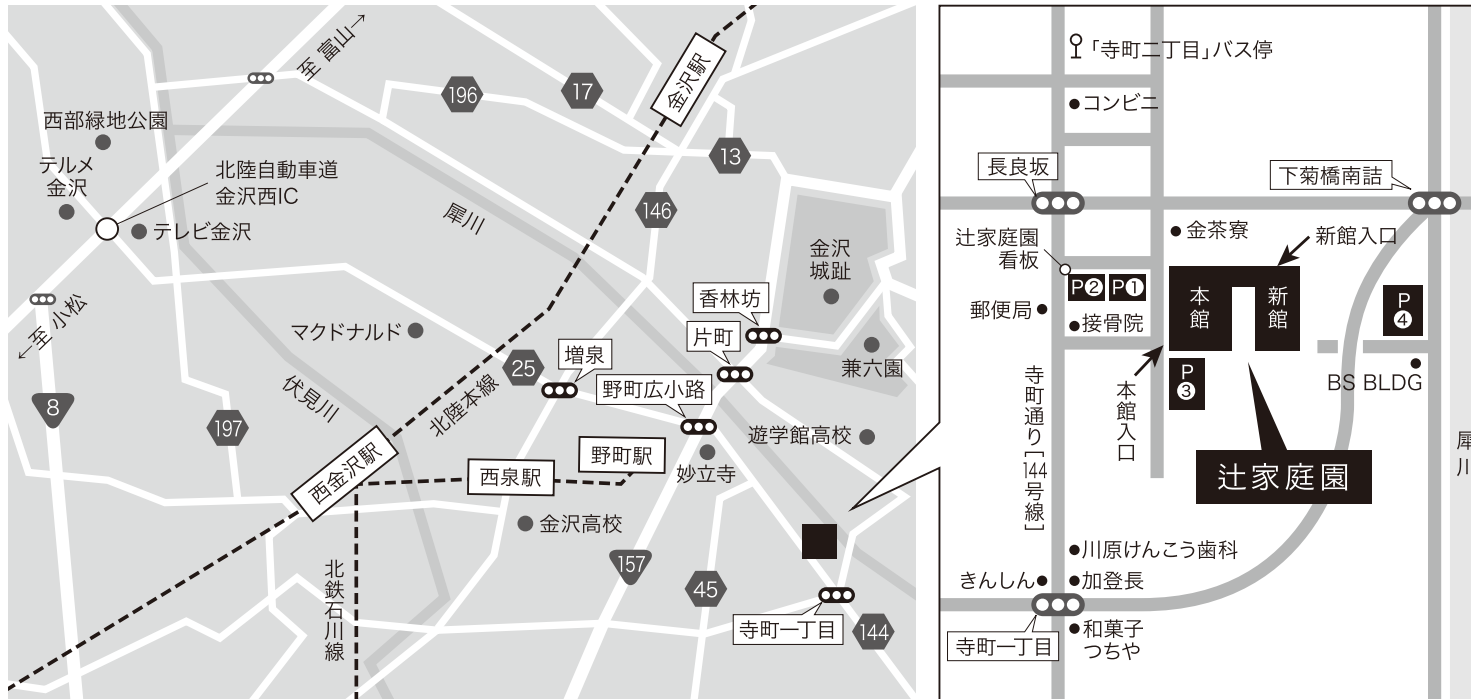 至 富山→
金沢駅
196
17
西部緑地公園
13
テルメ
金沢
北陸自動車道
金沢西IC
146
犀川
テレビ金沢
金沢
城趾
←至 小松
香林坊
マクドナルド
片町
増泉
兼六園
25
野町広小路
8
伏見川
北陸本線
197
遊学館高校
野町駅
西金沢駅
西泉駅
妙立寺
金沢高校
157
45
北鉄石川線
寺町一丁目
144
「寺町二丁目」バス停
コンビニ
長良坂
下菊橋南詰
金茶寮
新館入口
辻家庭園
看板
P❷
P❶
本館
新館
P
❹
郵便局
接骨院
P
❸
BS BLDG
本館入口
寺町通り[144号線]
辻家庭園
犀川
川原けんこう歯科
きんしん
加登長
寺町一丁目
和菓子
つちや